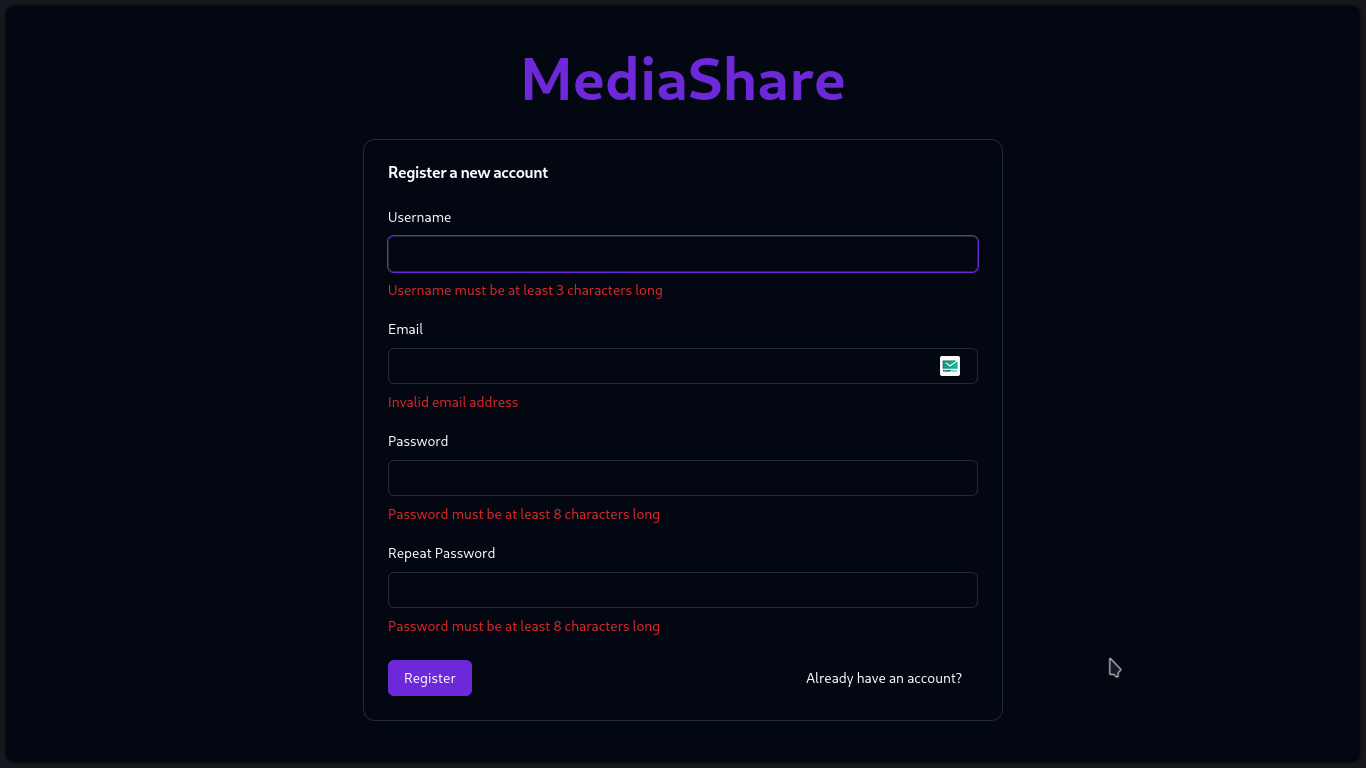 MediaShare
Register a new account
Username
Username must be at least 3 characters long
Email
Invalid email address
Password
Password must be at least 8 characters long
Repeat Password
Password must be at least 8 characters long
Register
Already have an account?